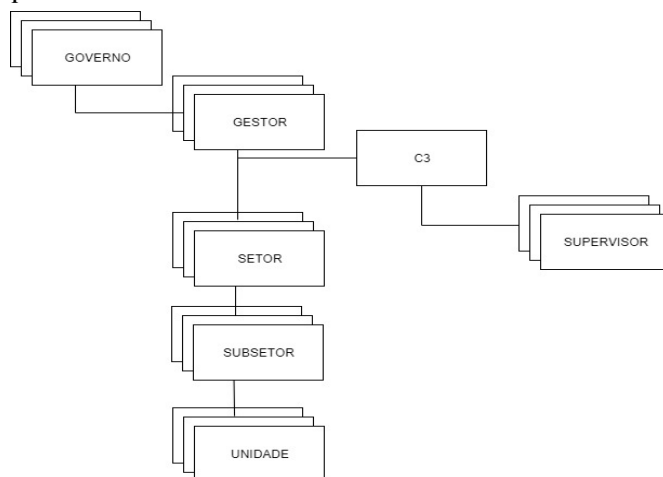 GOVERNO
GESTOR
C3
SETOR
SUPERVISOR
SUBSETOR
UNIDADE